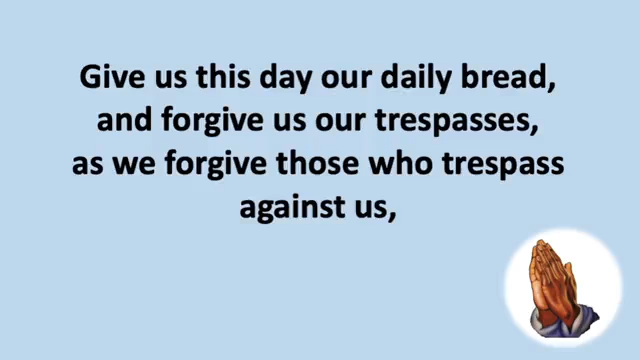 Give us this day our daily bread,
and forgive us our trespasses,
as we forgive those who trespass
against us,